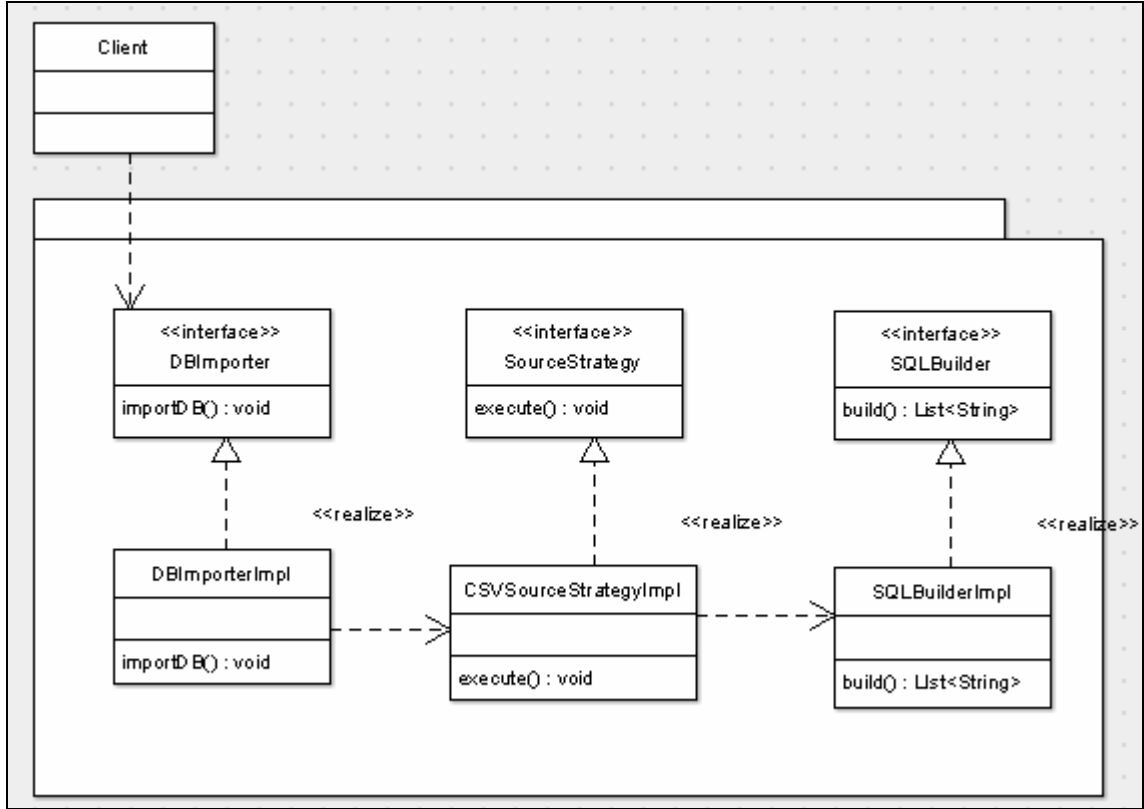 Client
<<interface>>
DBImporter
importDB() : void
<<interface>>
SourceStrategy
execute() : void
<<interface>>
SQLBuilder
build() : List<String>
<<realize>>
<<realize>>
<<realize>>
DBImporterImpl
importDB() : void
CSVSourceStrategyImpl
execute() : void
SQLBuilderImpl
build() : LIst<String>